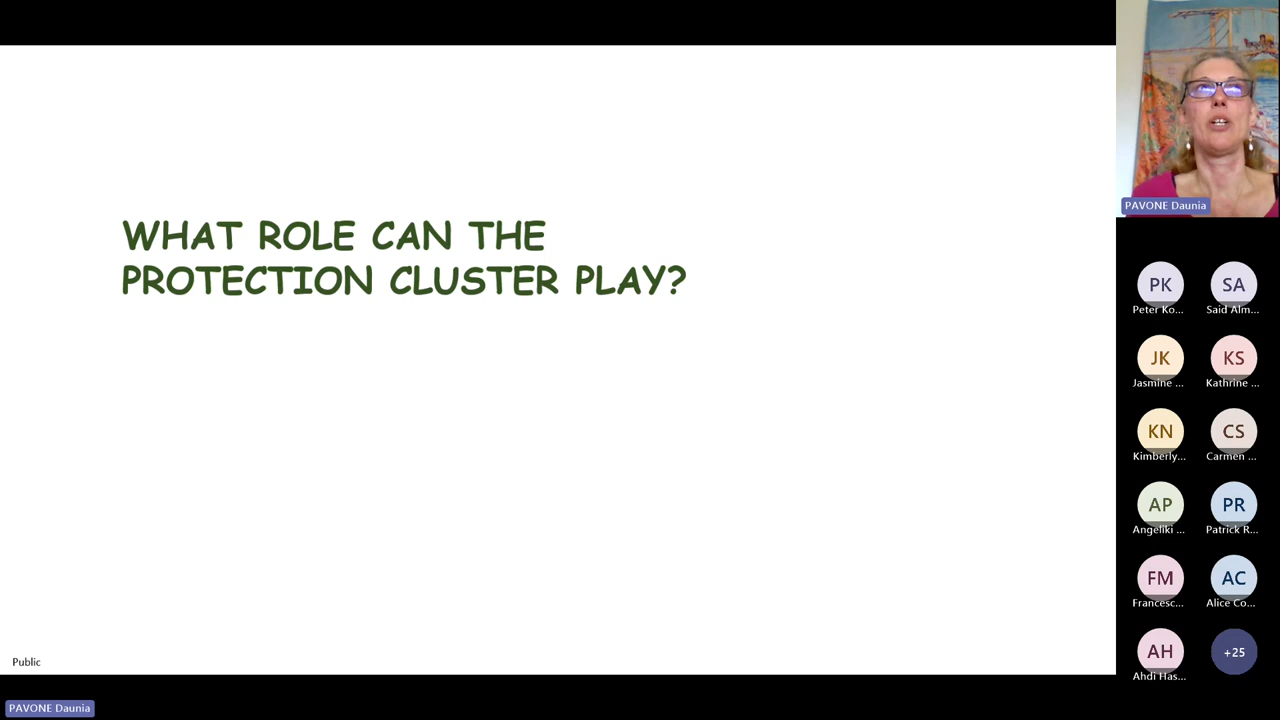 WHAT ROLE CAN THE
PROTECTION CLUSTER PLAY?
Public
PAVONE Daunia
PAVONE Daunia
PK
SA
Peter Ko...
Said Alm...
JK
KS
Jasmine ...
Kathrine ...
KN
CS
Kimberly...
Carmen ...
AP
PR
Angeliki ...
Patrick R...
FM
AC
Francesc...
Alice Co...
AH
+25
Ahdi Has...